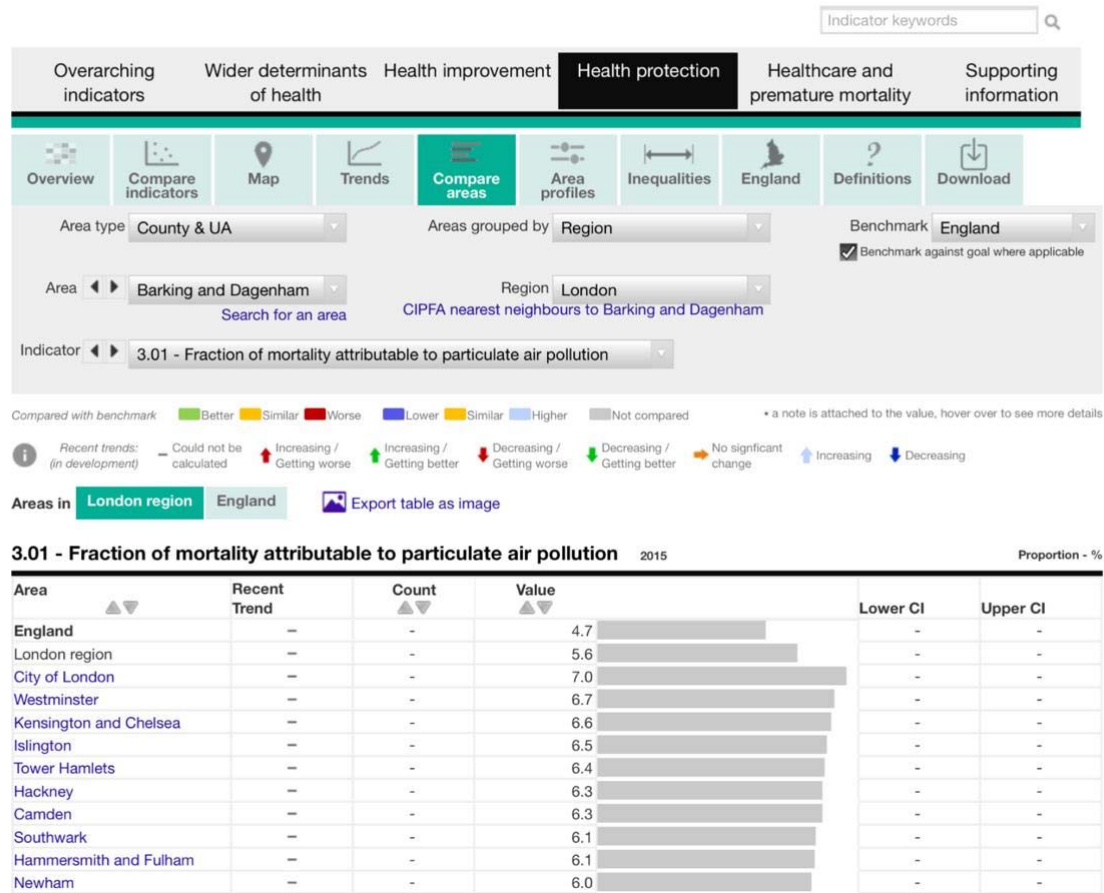 Indicator keywords
Overarching indicators
Wider determinants of health
Health improvement
Health protection
Healthcare and premature mortality
Supporting information
Overview
Compare indicators
Map
Trends
Compare areas
Area profiles
Inequalities
England
Definitions
Download
Area type County & UA
Areas grouped by Region
Benchmark England
Benchmark against goal where applicable
Area Barking and Dagenham
Region London
Search for an area
CIPFA nearest neighbours to Barking and Dagenham
Indicator 3.01 - Fraction of mortality attributable to particulate air pollution
Compared with benchmark Better Similar Worse Lower Similar Higher Not compared
• a note is attached to the value, hover over to see more details
Recent trends: (in development)
– Could not be calculated
Increasing / Getting worse
Increasing / Getting better
Decreasing / Getting worse
Decreasing / Getting better
No signficant change
Increasing
Decreasing
Areas in London region England Export table as image
3.01 - Fraction of mortality attributable to particulate air pollution 2015 Proportion - %
Area Recent Trend Count Value Lower CI Upper CI
England – - 4.7 - -
London region – - 5.6 - -
City of London – - 7.0 - -
Westminster – - 6.7 - -
Kensington and Chelsea – - 6.6 - -
Islington – - 6.5 - -
Tower Hamlets – - 6.4 - -
Hackney – - 6.3 - -
Camden – - 6.3 - -
Southwark – - 6.1 - -
Hammersmith and Fulham – - 6.1 - -
Newham – - 6.0 - -